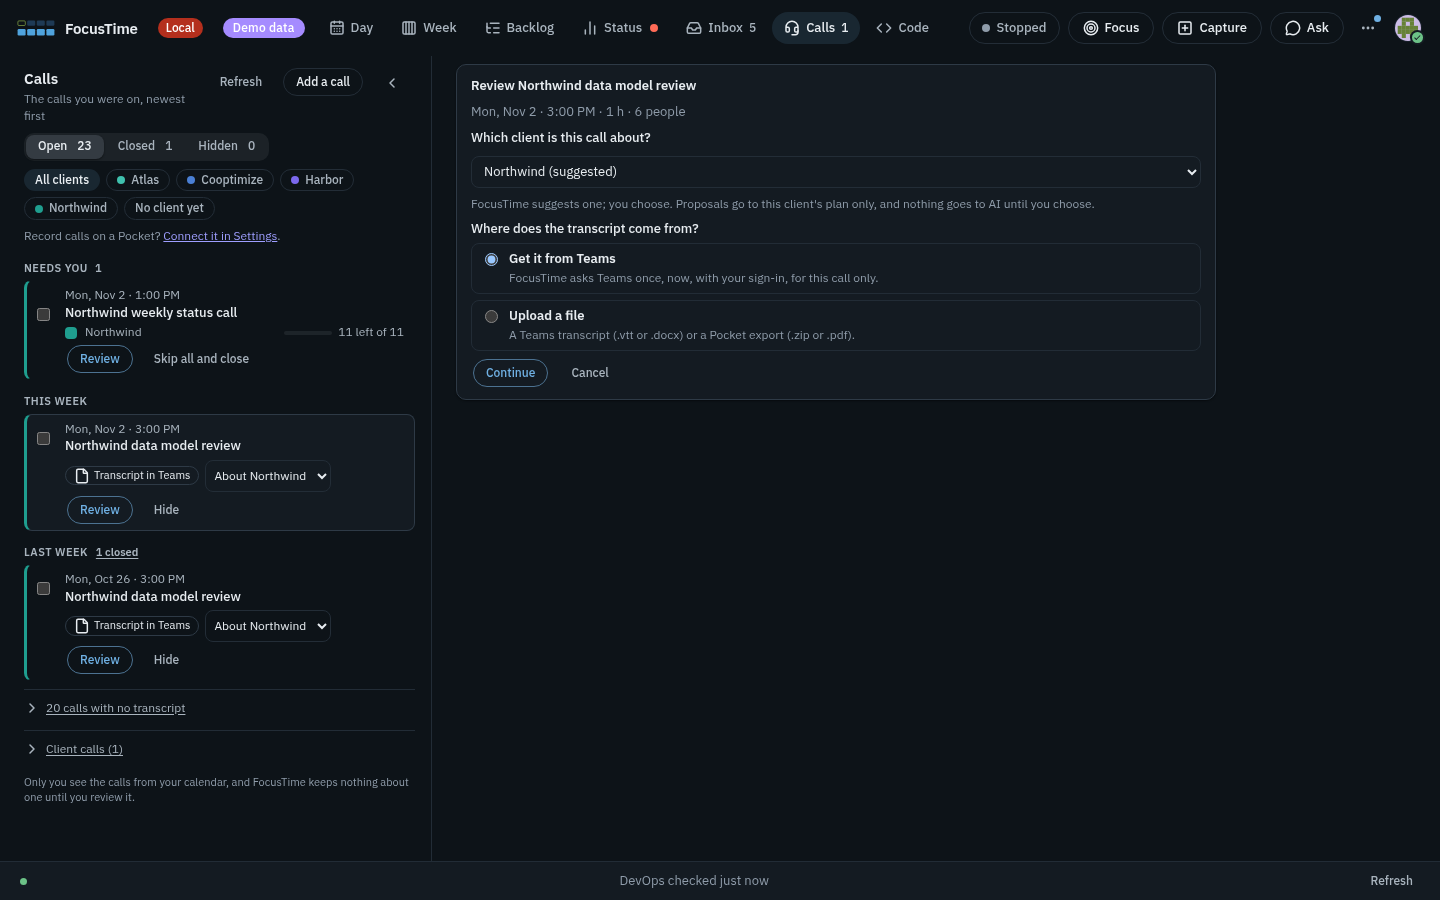 FocusTime
Local
Demo data
Day
Week
Backlog
Status
Inbox 5
Calls 1
Code
Stopped
Focus
Capture
Ask
Calls
The calls you were on, newest first
Refresh
Add a call
Open 23
Closed 1
Hidden 0
All clients
Atlas
Cooptimize
Harbor
Northwind
No client yet
Record calls on a Pocket? Connect it in Settings.
NEEDS YOU 1
Mon, Nov 2 · 1:00 PM
Northwind weekly status call
Northwind
11 left of 11
Review
Skip all and close
THIS WEEK
Mon, Nov 2 · 3:00 PM
Northwind data model review
Transcript in Teams
About Northwind
Review
Hide
LAST WEEK 1 closed
Mon, Oct 26 · 3:00 PM
Northwind data model review
Transcript in Teams
About Northwind
Review
Hide
20 calls with no transcript
Client calls (1)
Only you see the calls from your calendar, and FocusTime keeps nothing about
one until you review it.
Review Northwind data model review
Mon, Nov 2 · 3:00 PM · 1 h · 6 people
Which client is this call about?
Northwind (suggested)
FocusTime suggests one; you choose. Proposals go to this client's plan only, and nothing goes to AI until you choose.
Where does the transcript come from?
Get it from Teams
FocusTime asks Teams once, now, with your sign-in, for this call only.
Upload a file
A Teams transcript (.vtt or .docx) or a Pocket export (.zip or .pdf).
Continue
Cancel
DevOps checked just now
Refresh